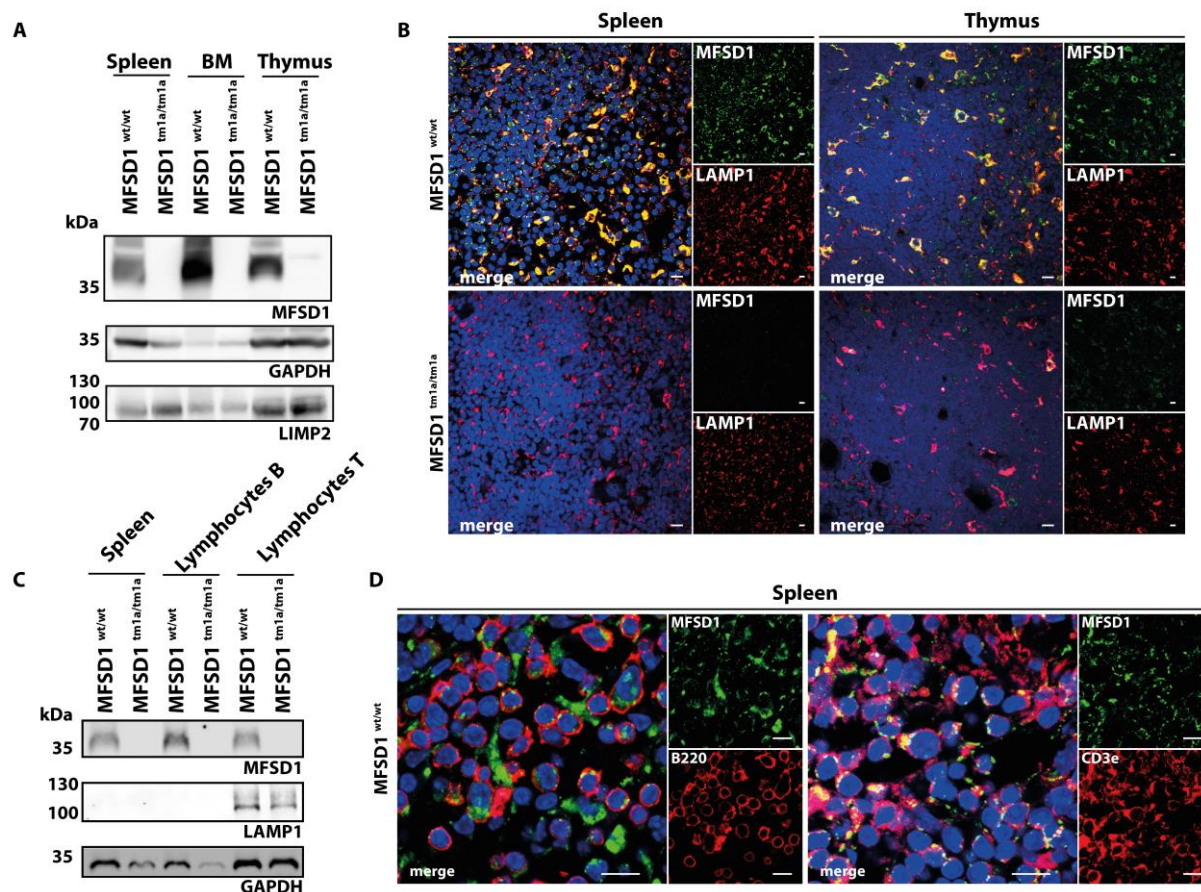 A
Spleen BM Thymus
MFSD1 wt/wt
MFSD1 tm1a/tm1a
MFSD1 wt/wt
MFSD1 tm1a/tm1a
MFSD1 wt/wt
MFSD1 tm1a/tm1a
kDa
35
MFSD1
35
GAPDH
130
100
70
LIMP2
B
Spleen Thymus
MFSD1 wt/wt
merge
MFSD1
LAMP1
merge
MFSD1
LAMP1
MFSD1 tm1a/tm1a
merge
MFSD1
LAMP1
merge
MFSD1
LAMP1
C
Spleen
Lymphocytes B
Lymphocytes T
MFSD1 wt/wt
MFSD1 tm1a/tm1a
MFSD1 wt/wt
MFSD1 tm1a/tm1a
MFSD1 wt/wt
MFSD1 tm1a/tm1a
kDa
35
MFSD1
130
100
LAMP1
35
GAPDH
D
Spleen
MFSD1 wt/wt
merge
MFSD1
B220
merge
MFSD1
CD3e